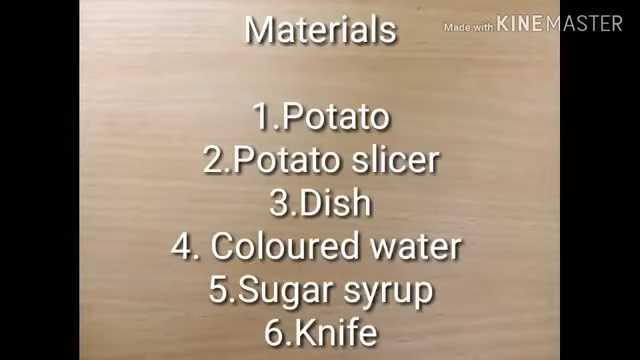 Materials
Made with KINEMASTER
1.Potato
2.Potato slicer
3.Dish
4. Coloured water
5.Sugar syrup
6.Knife